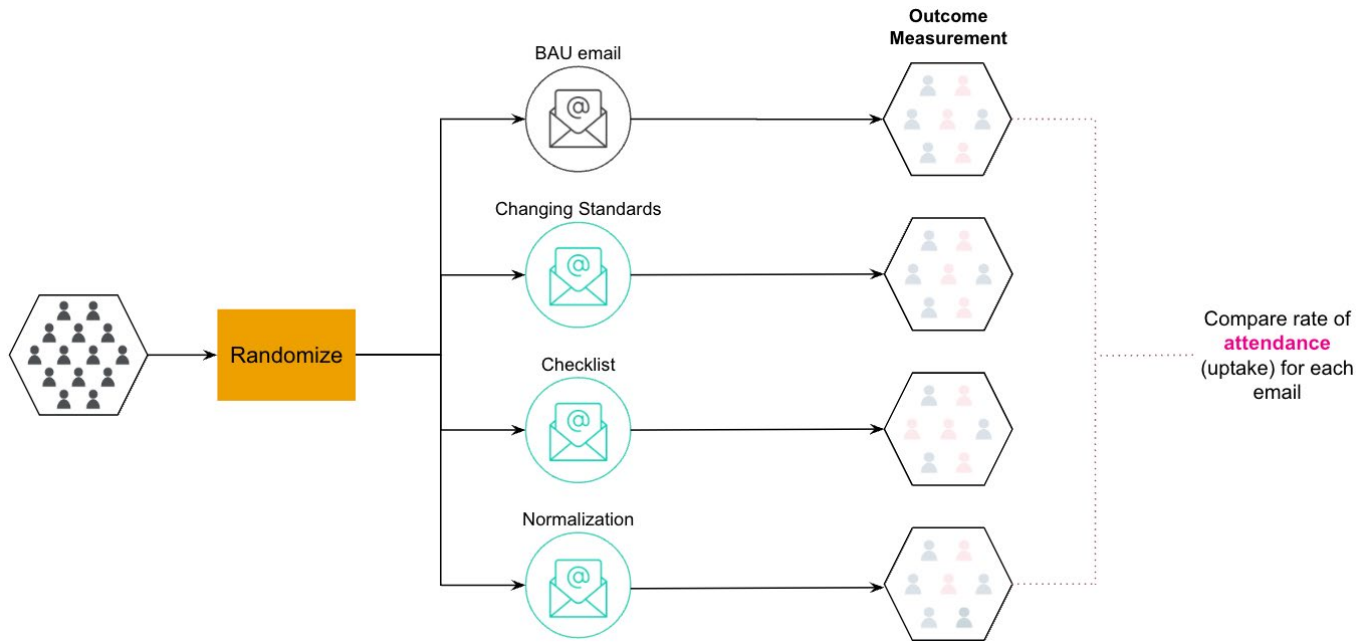 Outcome
Measurement
BAU email
@
Changing Standards
@
Randomize
Checklist
@
Normalization
@
Compare rate of
attendance
(uptake) for each
email